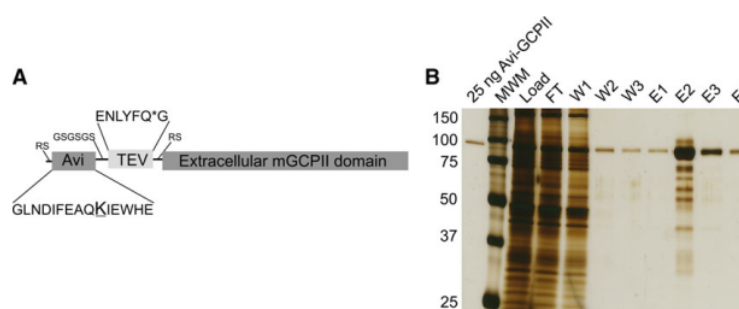 A
ENLYFQ*G
RS
GSGSGS
RS
Avi
TEV
Extracellular mGCPII domain
GLNDIFEAQKIEWHE
B
25 ng Avi-GCPII
MWM
Load
FT
W1
W2
W3
E1
E2
E3
150
100
75
50
37
25